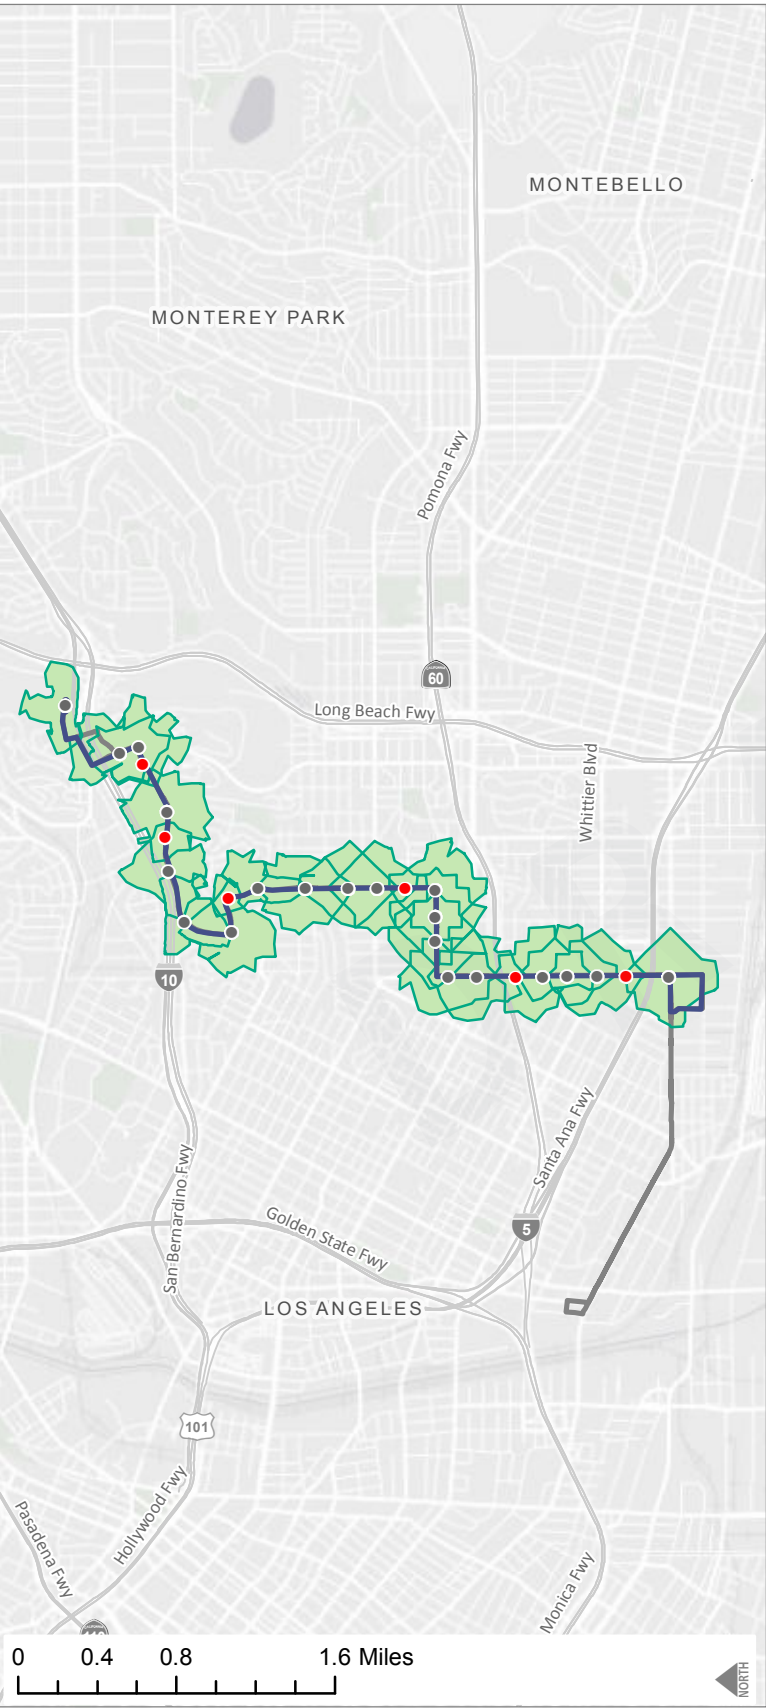 MONTEBELLO
MONTEREY PARK
Pomona Fwy
60
Long Beach Fwy
Whittier Blvd
10
Santa Ana Fwy
San Bernardino Fwy
Golden State Fwy
5
LOS ANGELES
101
Hollywood Fwy
Pasadena Fwy
Monica Fwy
0 0.4 0.8 1.6 Miles
NORTH